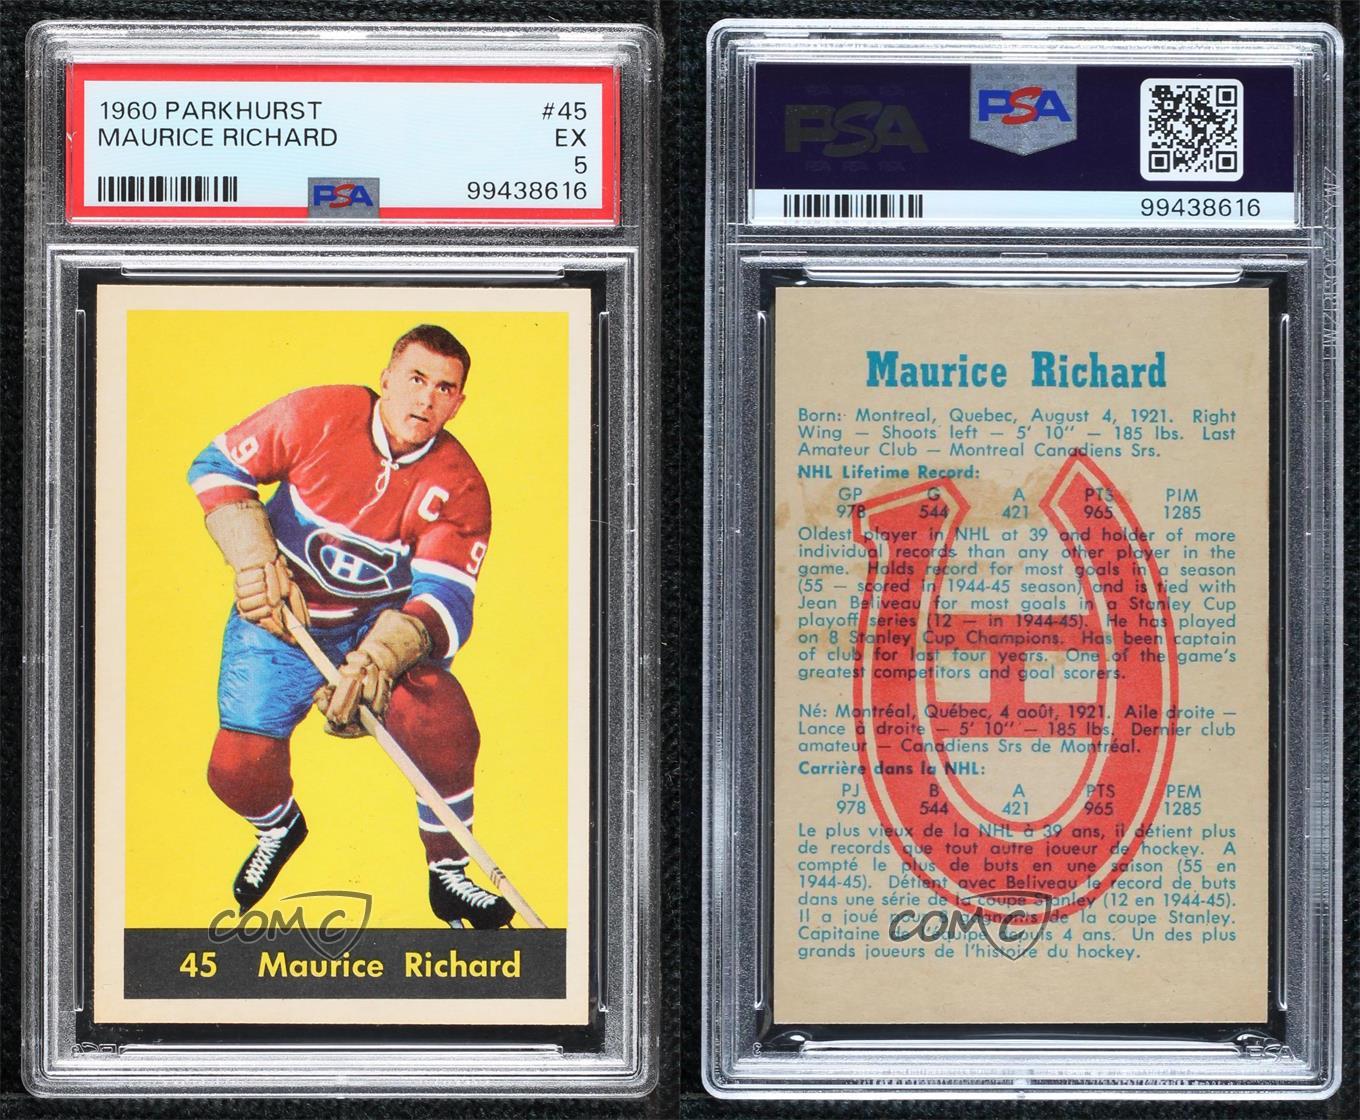 1960 PARKHURST #45
MAURICE RICHARD EX
5
PSA 99438616
9
C
9
CH
COMC
45 Maurice Richard
PSA PSA
99438616
Maurice Richard
Born: Montreal, Quebec, August 4, 1921. Right
Wing — Shoots left — 5' 10" — 185 lbs. Last
Amateur Club — Montreal Canadiens Srs.
NHL Lifetime Record:
GP G A PTS PIM
978 544 421 965 1285
Oldest player in NHL at 39 and holder of more
individual records than any other player in the
game. Holds record for most goals in a season
(55 — scored in 1944-45 season) and is tied with
Jean Beliveau for most goals in a Stanley Cup
playoff series (12 — in 1944-45). He has played
on 8 Stanley Cup Champions. Has been captain
of club for last four years. One of the game's
greatest competitors and goal scorers.
Né: Montréal, Québec, 4 août, 1921. Aile droite —
Lance à droite — 5' 10" — 185 lbs. Dernier club
amateur — Canadiens Srs de Montréal.
Carrière dans la NHL:
PJ B A PTS PEM
978 544 421 965 1285
Le plus vieux de la NHL à 39 ans, il détient plus
de records que tout autre joueur de hockey. A
compté le plus de buts en une saison (55 en
1944-45). Détient avec Beliveau le record de buts
dans une série de la coupe Stanley (12 en 1944-45).
Il a joué de la coupe Stanley.
Capitaine de l'équipe depuis 4 ans. Un des plus
grands joueurs de l'histoire du hockey.
COMC
PSA